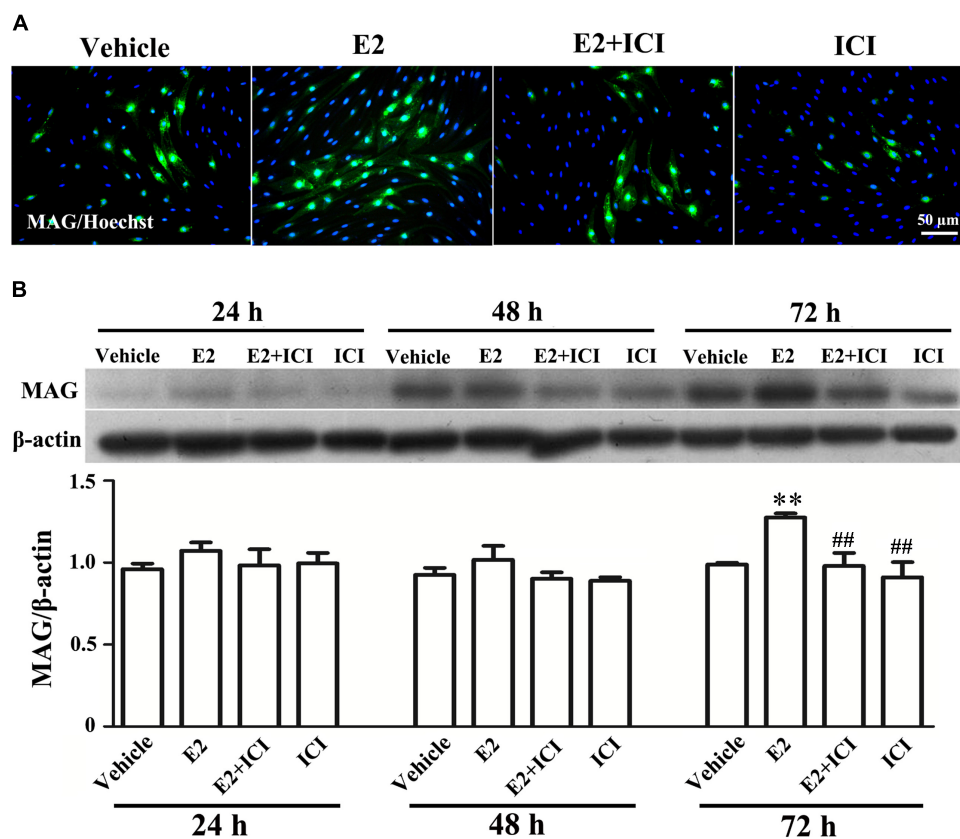 A
Vehicle E2 E2+ICI ICI
MAG/Hoechst
50 µm
B
24 h 48 h 72 h
Vehicle E2 E2+ICI ICI Vehicle E2 E2+ICI ICI Vehicle E2 E2+ICI ICI
MAG
β-actin
MAG/β-actin
1.5
1.0
0.5
0
** ## ##
Vehicle E2 E2+ICI ICI Vehicle E2 E2+ICI ICI Vehicle E2 E2+ICI ICI
24 h 48 h 72 h